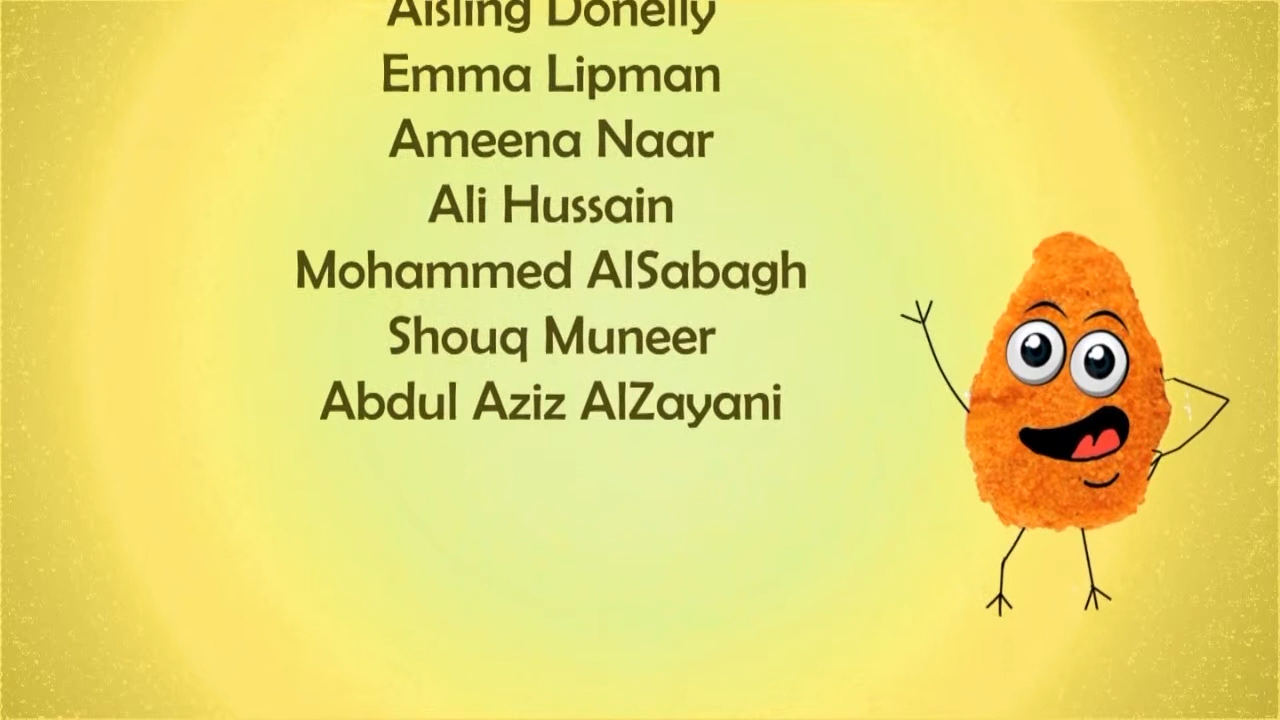 Aisling Donelly
Emma Lipman
Ameena Naar
Ali Hussain
Mohammed AlSabagh
Shouq Muneer
Abdul Aziz AlZayani